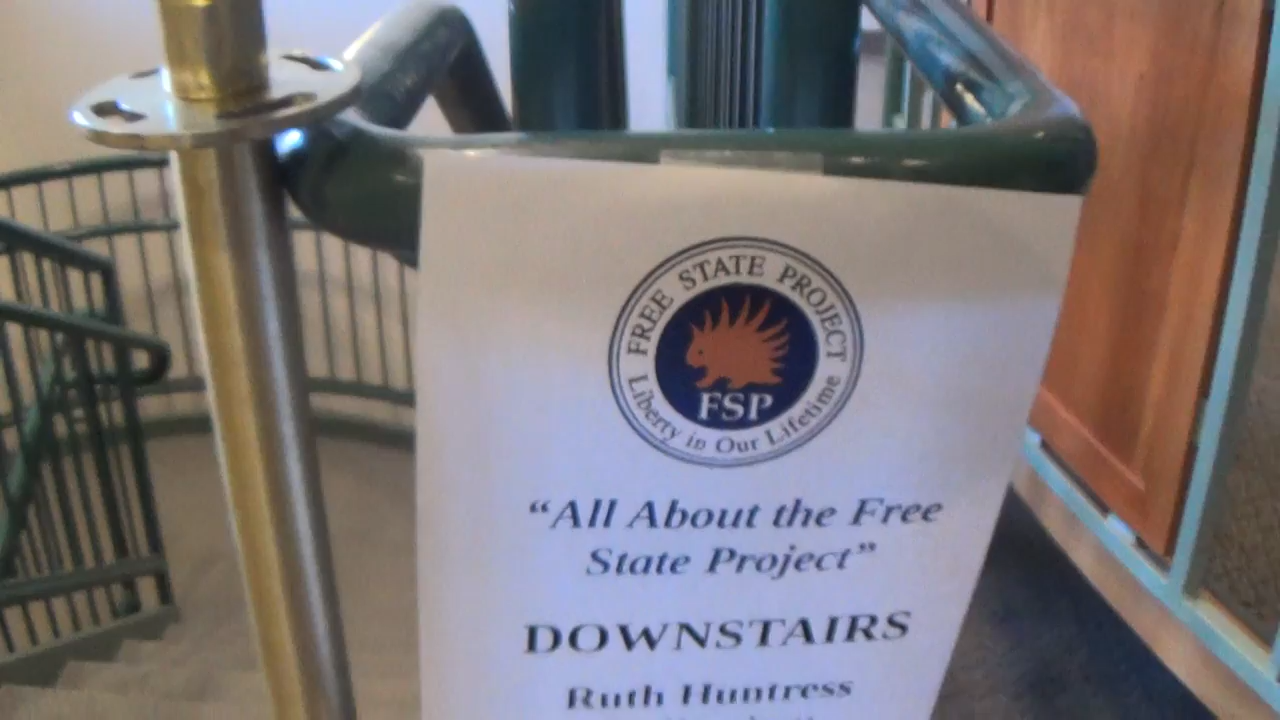 FREE STATE PROJECT
FSP
Liberty in Our Lifetime
“All About the Free
State Project”
DOWNSTAIRS
Ruth Huntress